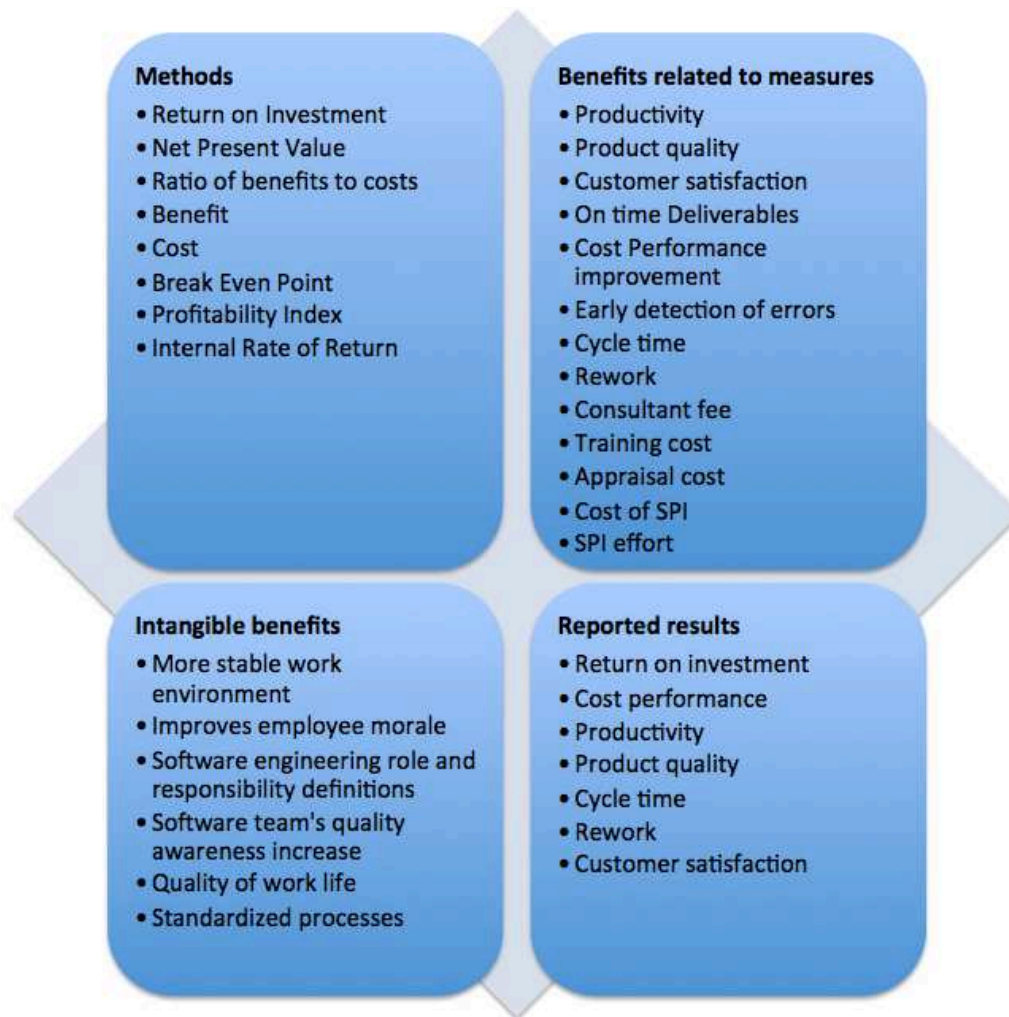 Methods
• Return on Investment
• Net Present Value
• Ratio of benefits to costs
• Benefit
• Cost
• Break Even Point
• Profitability Index
• Internal Rate of Return
Benefits related to measures
• Productivity
• Product quality
• Customer satisfaction
• On time Deliverables
• Cost Performance
improvement
• Early detection of errors
• Cycle time
• Rework
• Consultant fee
• Training cost
• Appraisal cost
• Cost of SPI
• SPI effort
Intangible benefits
• More stable work
environment
• Improves employee morale
• Software engineering role and
responsibility definitions
• Software team's quality
awareness increase
• Quality of work life
• Standardized processes
Reported results
• Return on investment
• Cost performance
• Productivity
• Product quality
• Cycle time
• Rework
• Customer satisfaction